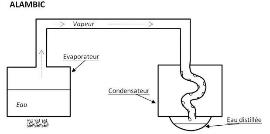 ALAMBIC
Vapeur
Evaporateur
Condensateur
Eau
Eau distillée